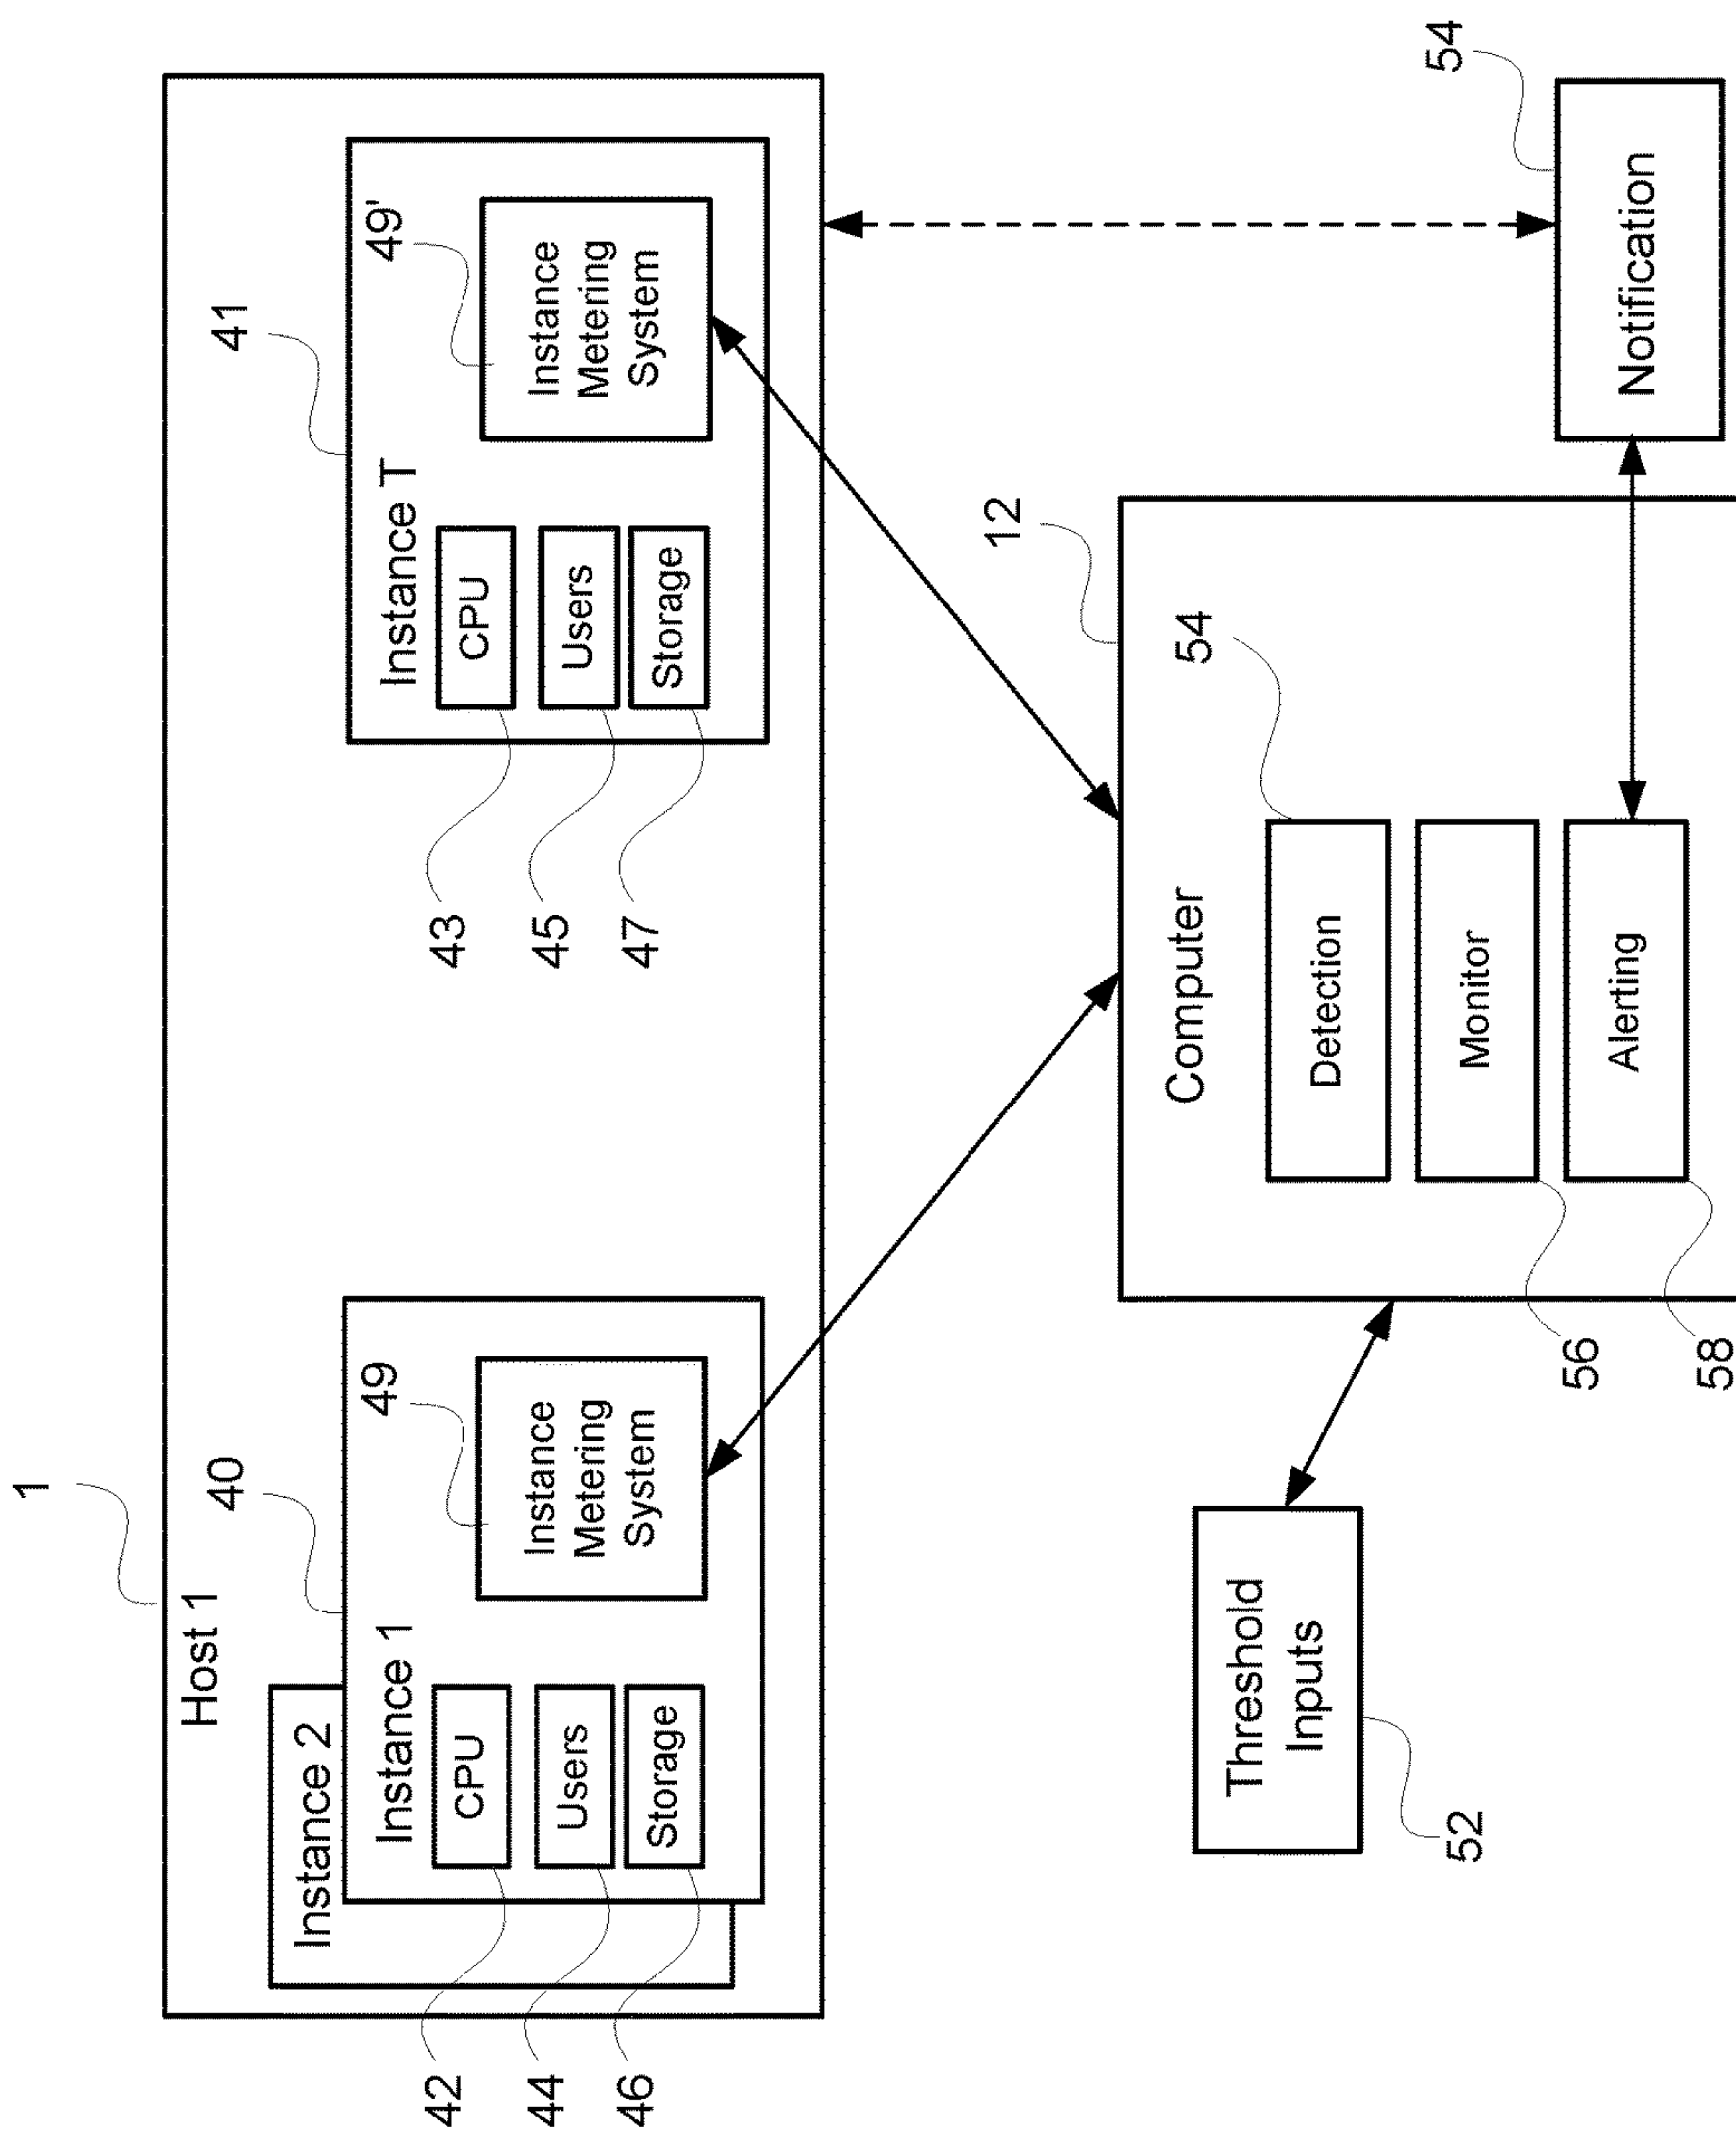 1
Host 1
Instance 2
40
Instance 1
CPU
Users
Storage
49
Instance
Metering
System
42
44
46
41
Instance T
CPU
Users
Storage
49'
Instance
Metering
System
43
45
47
12
Computer
54
Detection
Monitor
Alerting
56
58
Threshold
Inputs
52
54
Notification